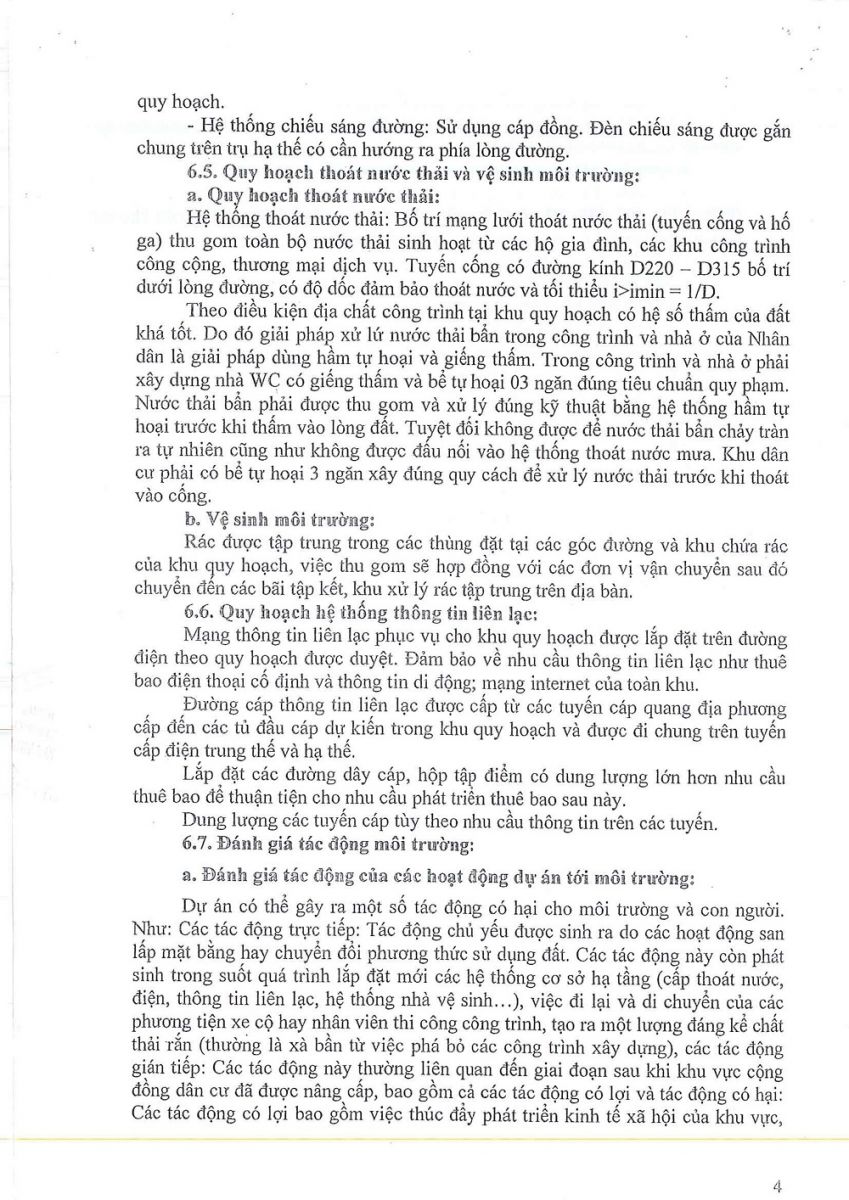 quy hoạch.
- Hệ thống chiếu sáng đường: Sử dụng cáp đồng. Đèn chiếu sáng được gắn
chung trên trụ hạ thế có cần hướng ra phía lòng đường.
6.5. Quy hoạch thoát nước thải và vệ sinh môi trường:
a. Quy hoạch thoát nước thải:
Hệ thống thoát nước thải: Bố trí mạng lưới thoát nước thải (tuyến cống và hố
ga) thu gom toàn bộ nước thải sinh hoạt từ các hộ gia đình, các khu công trình
công cộng, thương mại dịch vụ. Tuyến cống có đường kính D220 – D315 bố trí
dưới lòng đường, có độ dốc đảm bảo thoát nước và tối thiểu i>imin = 1/D.
Theo điều kiện địa chất công trình tại khu quy hoạch có hệ số thấm của đất
khá tốt. Do đó giải pháp xử lứ nước thải bẩn trong công trình và nhà ở của Nhân
dân là giải pháp dùng hầm tự hoại và giếng thấm. Trong công trình và nhà ở phải
xây dựng nhà WC có giếng thấm và bể tự hoại 03 ngăn đúng tiêu chuẩn quy phạm.
Nước thải bẩn phải được thu gom và xử lý đúng kỹ thuật bằng hệ thống hầm tự
hoại trước khi thấm vào lòng đất. Tuyệt đối không được để nước thải bẩn chảy tràn
ra tự nhiên cũng như không được đấu nối vào hệ thống thoát nước mưa. Khu dân
cư phải có bể tự hoại 3 ngăn xây đúng quy cách để xử lý nước thải trước khi thoát
vào cống.
b. Vệ sinh môi trường:
Rác được tập trung trong các thùng đặt tại các góc đường và khu chứa rác
của khu quy hoạch, việc thu gom sẽ hợp đồng với các đơn vị vận chuyển sau đó
chuyển đến các bãi tập kết, khu xử lý rác tập trung trên địa bàn.
6.6. Quy hoạch hệ thống thông tin liên lạc:
Mạng thông tin liên lạc phục vụ cho khu quy hoạch được lắp đặt trên đường
điện theo quy hoạch được duyệt. Đảm bảo về nhu cầu thông tin liên lạc như thuê
bao điện thoại cố định và thông tin di động; mạng internet của toàn khu.
Đường cáp thông tin liên lạc được cấp từ các tuyến cáp quang địa phương
cấp đến các tủ đầu cáp dự kiến trong khu quy hoạch và được đi chung trên tuyến
cấp điện trung thế và hạ thế.
Lắp đặt các đường dây cáp, hộp tập điểm có dung lượng lớn hơn nhu cầu
thuê bao để thuận tiện cho nhu cầu phát triển thuê bao sau này.
Dung lượng các tuyến cáp tùy theo nhu cầu thông tin trên các tuyến.
6.7. Đánh giá tác động môi trường:
a. Đánh giá tác động của các hoạt động dự án tới môi trường:
Dự án có thể gây ra một số tác động có hại cho môi trường và con người.
Như: Các tác động trực tiếp: Tác động chủ yếu được sinh ra do các hoạt động san
lấp mặt bằng hay chuyển đổi phương thức sử dụng đất. Các tác động này còn phát
sinh trong suốt quá trình lắp đặt mới các hệ thống cơ sở hạ tầng (cấp thoát nước,
điện, thông tin liên lạc, hệ thống nhà vệ sinh…), việc đi lại và di chuyển của các
phương tiện xe cộ hay nhân viên thi công công trình, tạo ra một lượng đáng kể chất
thải rắn (thường là xà bần từ việc phá bỏ các công trình xây dựng), các tác động
gián tiếp: Các tác động này thường liên quan đến giai đoạn sau khi khu vực cộng
đồng dân cư đã được nâng cấp, bao gồm cả các tác động có lợi và tác động có hại:
Các tác động có lợi bao gồm việc thúc đẩy phát triển kinh tế xã hội của khu vực,
4